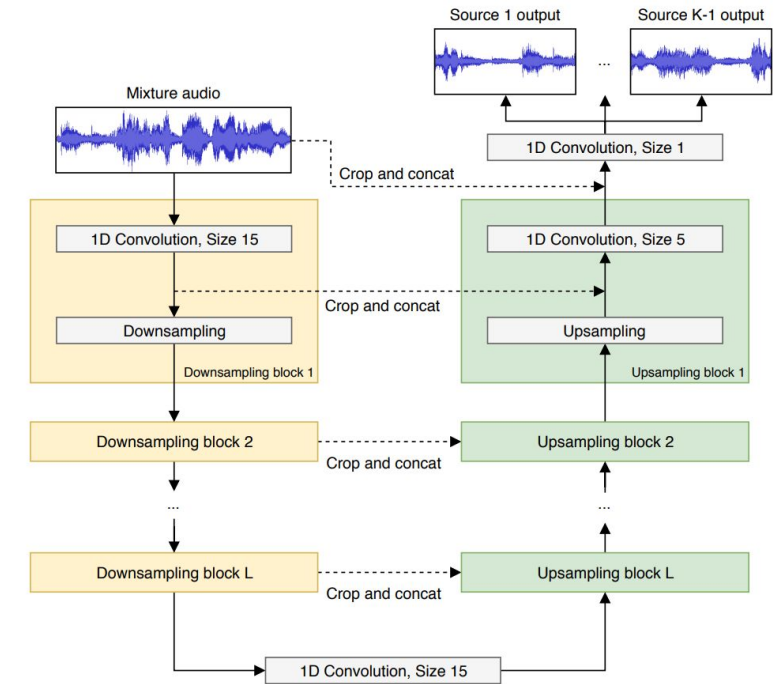 Source 1 output
Source K-1 output
...
Mixture audio
1D Convolution, Size 1
Crop and concat
1D Convolution, Size 15
1D Convolution, Size 5
Crop and concat
Downsampling
Upsampling
Downsampling block 1
Upsampling block 1
Downsampling block 2
Upsampling block 2
Crop and concat
...
...
Downsampling block L
Upsampling block L
Crop and concat
1D Convolution, Size 15